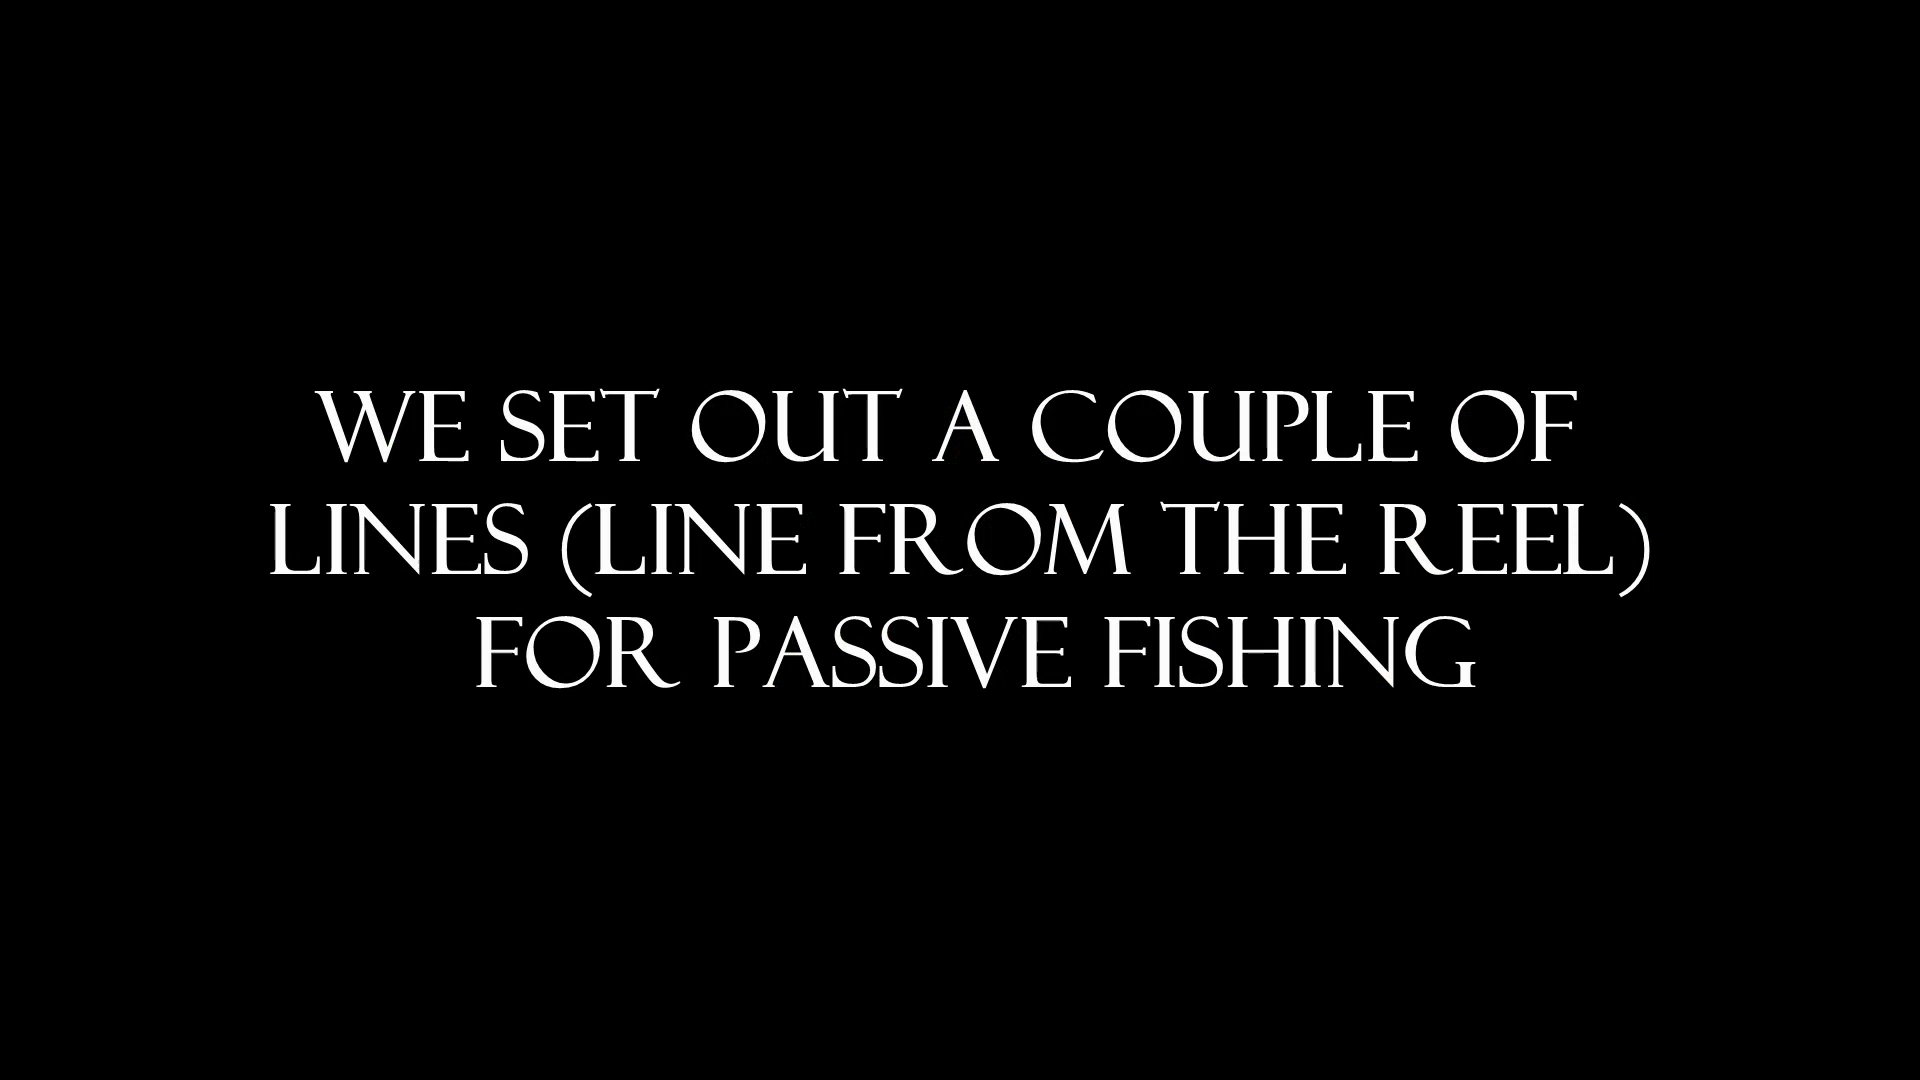 WE SET OUT A COUPLE OF
LINES (LINE FROM THE REEL)
FOR PASSIVE FISHING